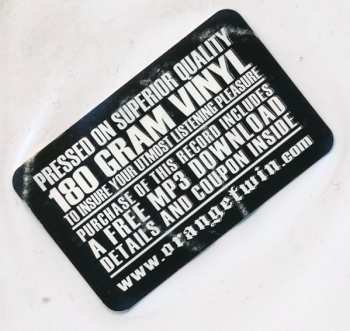 PRESSED ON SUPERIOR QUALITY
180 GRAM VINYL
TO INSURE YOUR UTMOST LISTENING PLEASURE
PURCHASE OF THIS RECORD INCLUDES
A FREE MP3 DOWNLOAD
DETAILS AND COUPON INSIDE
www.orangetwin.com